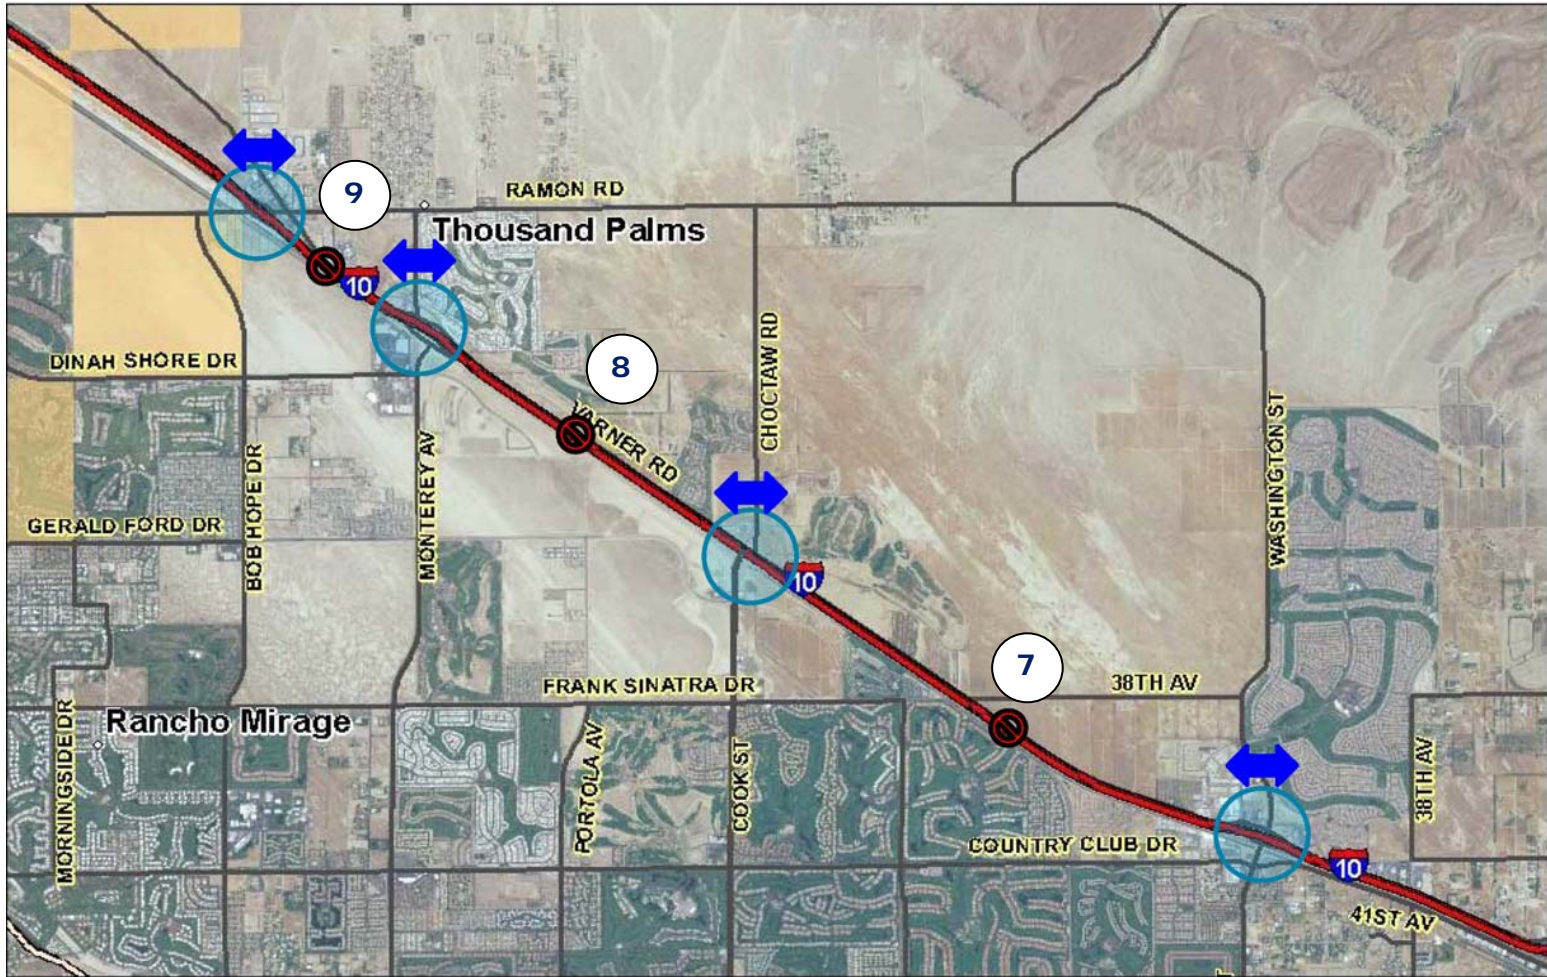 RAMON RD
9
Thousand Palms
10
CHOCTAW RD
DINAH SHORE DR
8
VARNER RD
WASHINGTON ST
BOB HOPE DR
MONTEREY AV
GERALD FORD DR
10
7
38TH AV
FRANK SINATRA DR
Rancho Mirage
MORNINGSIDE DR
PORTOLA AV
COOK ST
38TH AV
COUNTRY CLUB DR
10
41ST AV